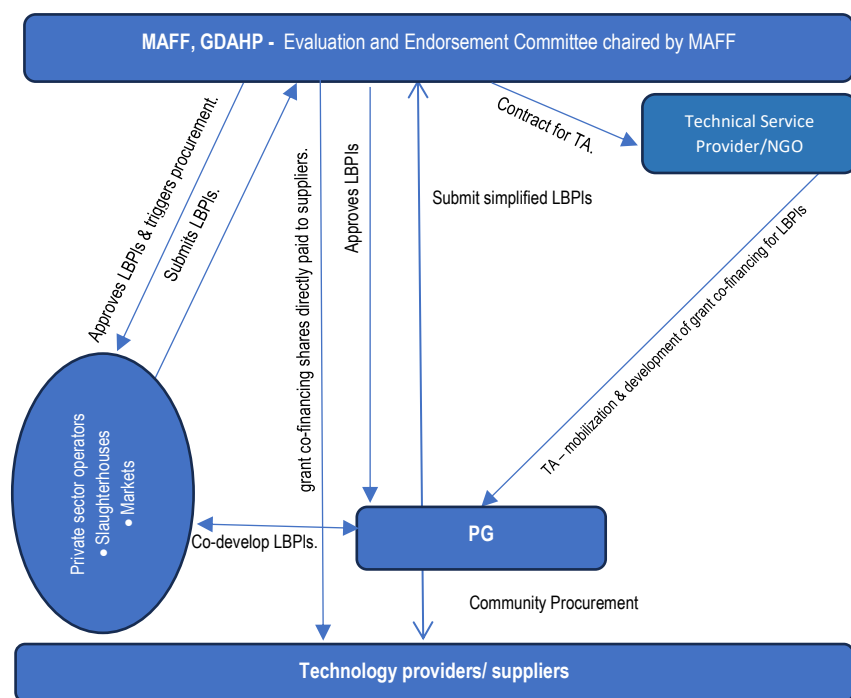 MAFF, GDAHP - Evaluation and Endorsement Committee chaired by MAFF
Approves LBPIs & triggers procurement.
Submits LBPIs.
grant co-financing shares directly paid to suppliers.
Approves LBPIs
Submit simplified LBPIs
Contract for TA.
Technical Service
Provider/NGO
TA – mobilization & development of grant co-financing for LBPIs
Private sector operators
● Slaughterhouses
● Markets
Co-develop LBPIs.
PG
Community Procurement
Technology providers/ suppliers